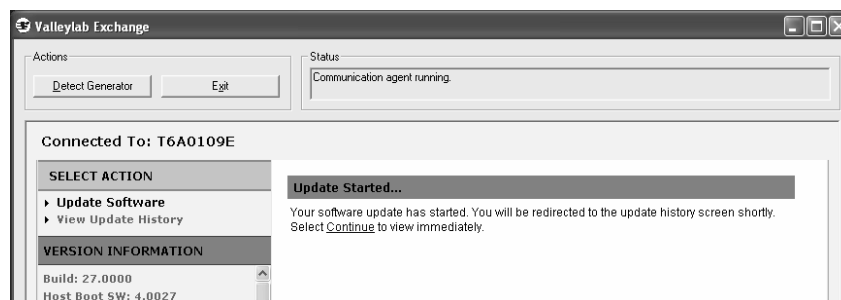 Valleylab Exchange
Actions
Detect Generator
Exit
Status
Communication agent running.
Connected To: T6A0109E
SELECT ACTION
Update Software
View Update History
VERSION INFORMATION
Build: 27.0000
Host Boot SW: 4.0027
Update Started...
Your software update has started. You will be redirected to the update history screen shortly.
Select Continue to view immediately.